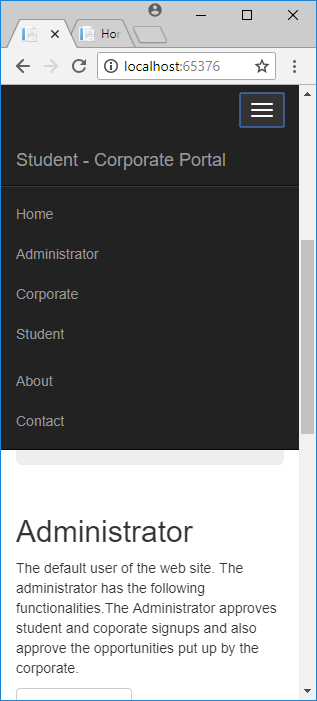 Hor
localhost:65376
Student - Corporate Portal
Home
Administrator
Corporate
Student
About
Contact
Administrator
The default user of the web site. The
administrator has the following
functionalities.The Administrator approves
student and coporate signups and also
approve the opportunities put up by the
corporate.